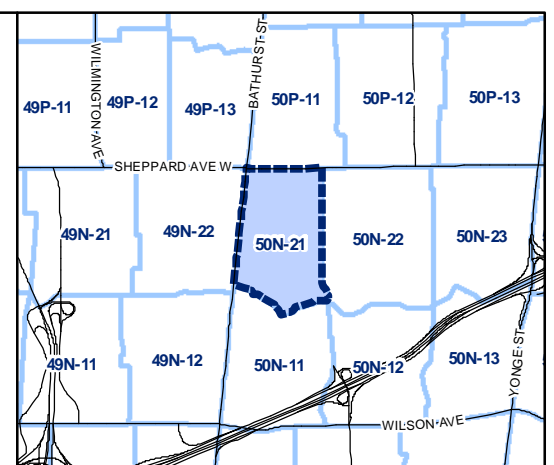 WILMINGTON AVE
BATHURST ST
49P-11
49P-12
49P-13
50P-11
50P-12
50P-13
SHEPPARD AVE W
49N-21
49N-22
50N-21
50N-22
50N-23
49N-11
49N-12
50N-11
50N-12
50N-13
YONGE ST
WILSON AVE